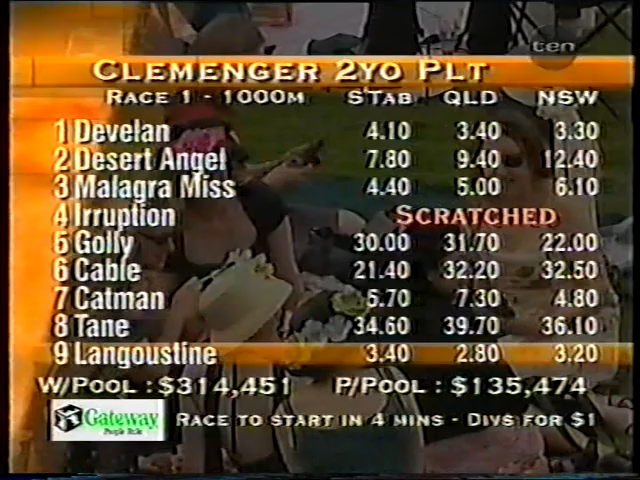 ten
CLEMENGER 2YO PLT
RACE 1 - 1000M STAB QLD NSW
1 Develan 4.10 3.40 3.30
2 Desert Angel 7.80 9.40 12.40
3 Malagra Miss 4.40 5.00 6.10
4 Irruption SCRATCHED
5 Golly 30.00 31.70 22.00
6 Cable 21.40 32.20 32.50
7 Catman 5.70 7.30 4.80
8 Tane 34.60 39.70 36.10
9 Langoustine 3.40 2.80 3.20
W/POOL : $314,451 P/POOL : $135,474
Gateway RACE TO START IN 4 MINS - DIVS FOR $1
People Rule